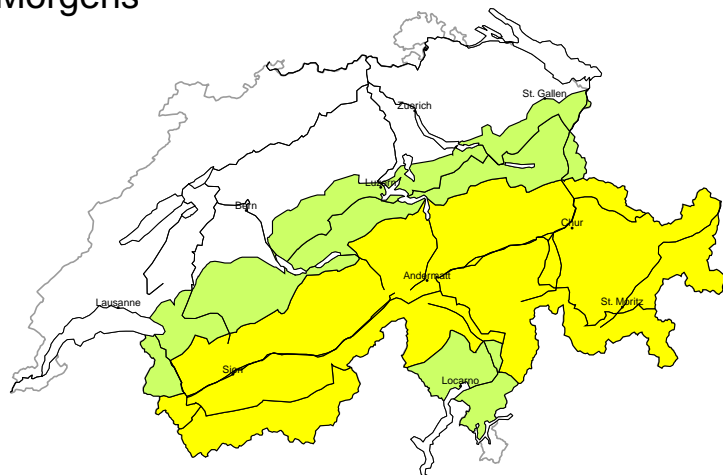 Morgens
St. Gallen
Zuerich
Luzern
Bern
Chur
Andermatt
Lausanne
St. Moritz
Sion
Locarno